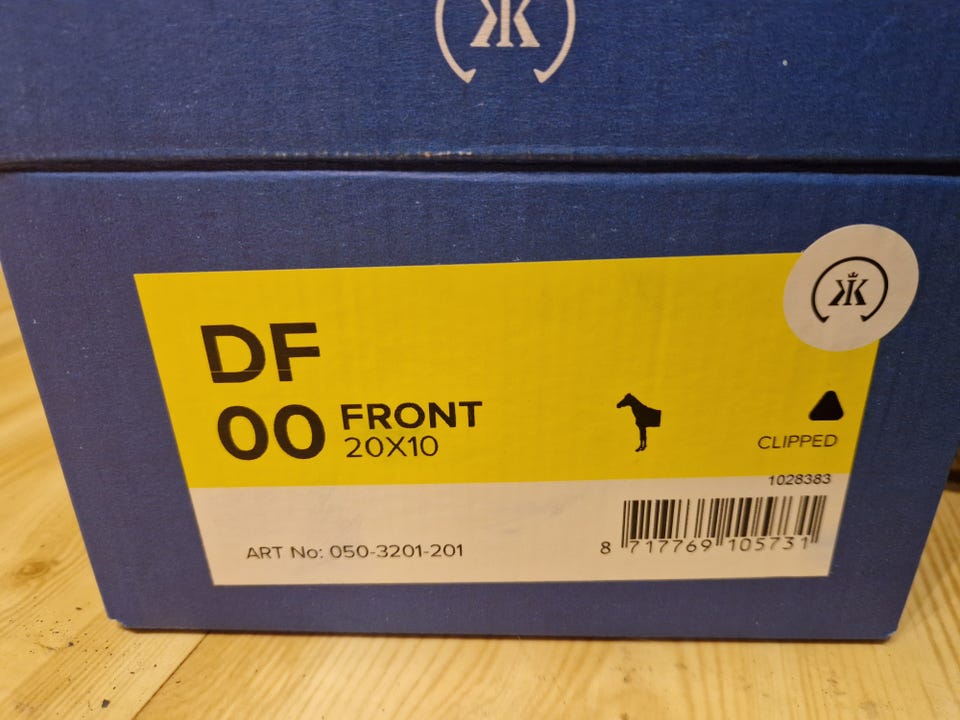 DF
00 FRONT
20X10
CLIPPED
1028383
ART No: 050-3201-201
8 717769 105731